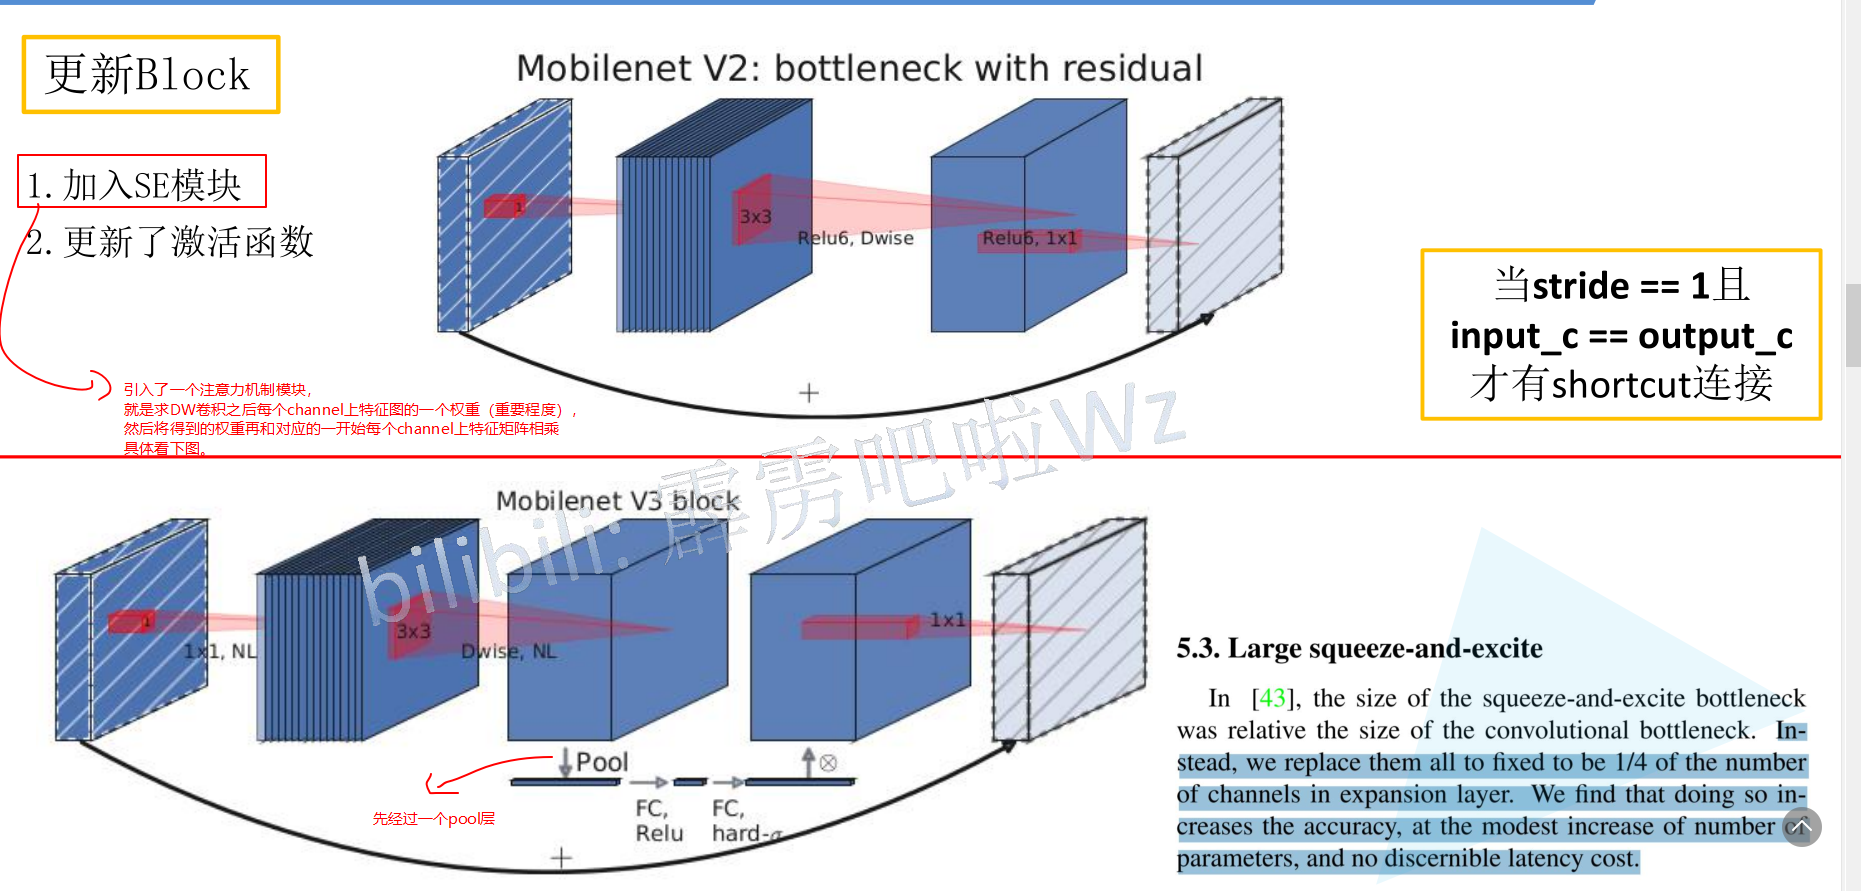 更新Block
1. 加入SE模块
2. 更新了激活函数
引入了一个注意力机制模块，
就是求DW卷积之后每个channel上特征图的一个权重（重要程度），
然后将得到的权重再和对应的一开始每个channel上特征矩阵相乘
具体看下图。
Mobilenet V2: bottleneck with residual
1
3x3
Relu6, Dwise
Relu6, 1x1
+
当stride == 1且
input_c == output_c
才有shortcut连接
bilibili: 霹雳吧啦Wz
Mobilenet V3 block
1
1x1, NL
3x3
Dwise, NL
1x1
Pool
⊗
FC,
Relu
FC,
hard-σ
+
先经过一个pool层
5.3. Large squeeze-and-excite
In [43], the size of the squeeze-and-excite bottleneck
was relative the size of the convolutional bottleneck. In-
stead, we replace them all to fixed to be 1/4 of the number
of channels in expansion layer. We find that doing so in-
creases the accuracy, at the modest increase of number of
parameters, and no discernible latency cost.